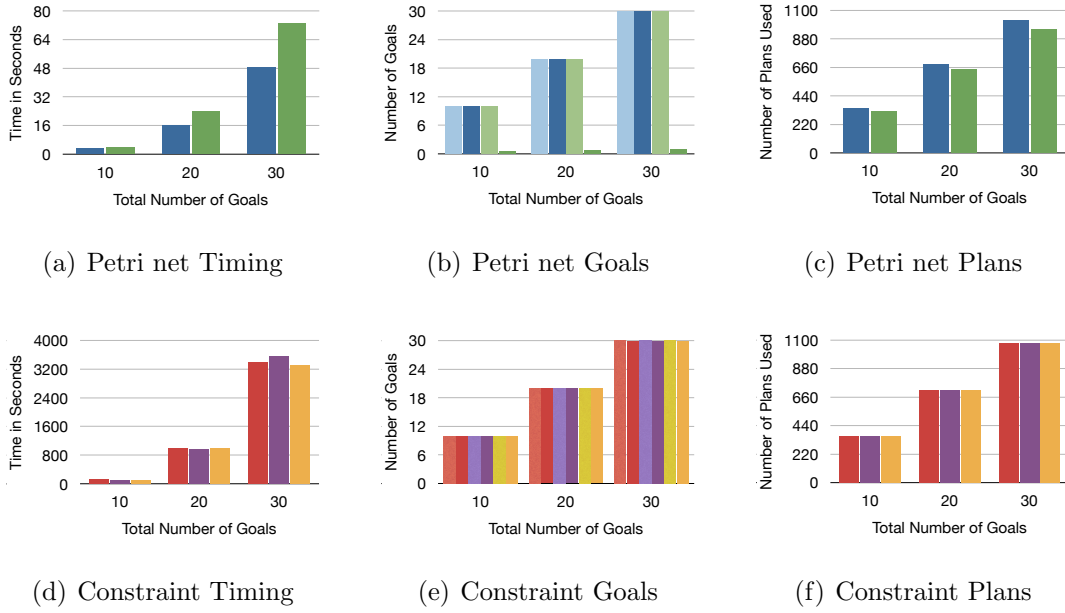 Time in Seconds
80
64
48
32
16
0
10 20 30
Total Number of Goals
(a) Petri net Timing
Number of Goals
30
24
18
12
6
0
10 20 30
Total Number of Goals
(b) Petri net Goals
Number of Plans Used
1100
880
660
440
220
0
10 20 30
Total Number of Goals
(c) Petri net Plans
Time in Seconds
4000
3200
2400
1600
800
0
10 20 30
Total Number of Goals
(d) Constraint Timing
Number of Goals
30
24
18
12
6
0
10 20 30
Total Number of Goals
(e) Constraint Goals
Number of Plans Used
1100
880
660
440
220
0
10 20 30
Total Number of Goals
(f) Constraint Plans